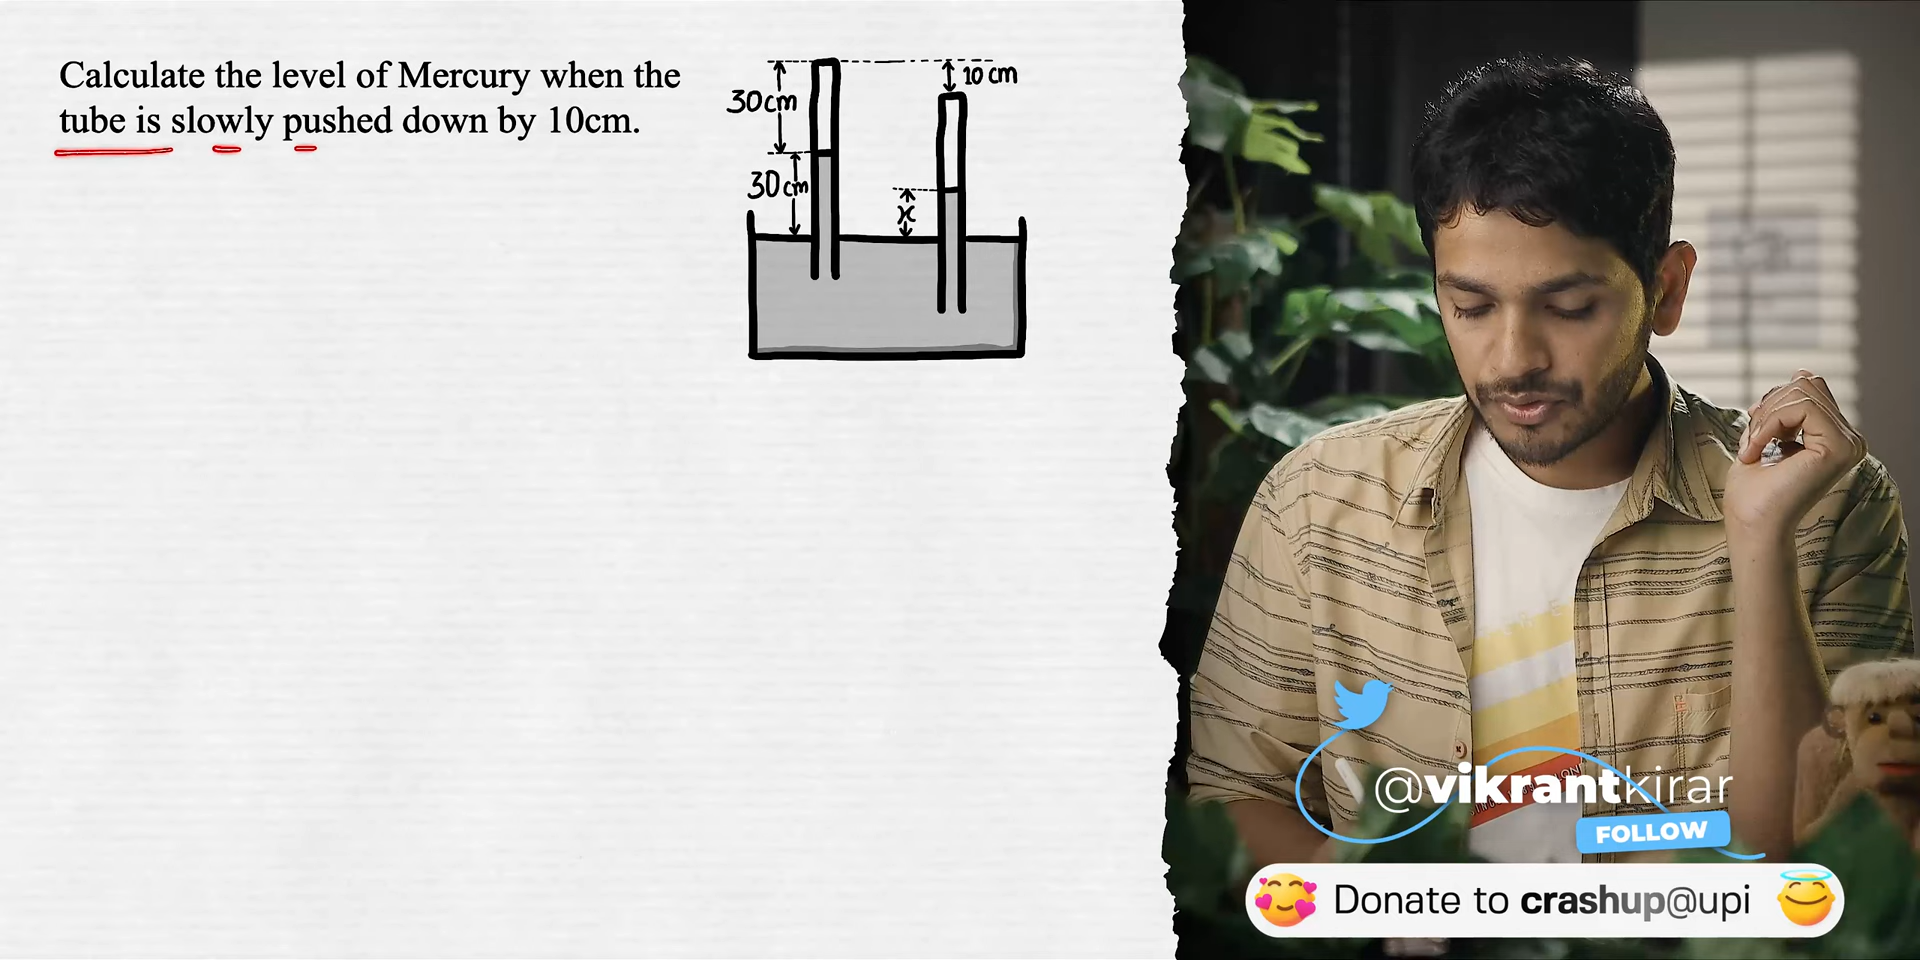 Calculate the level of Mercury when the
tube is slowly pushed down by 10cm.
30cm
10 cm
30cm
x
@vikrantkirar
FOLLOW
Donate to crashup@upi